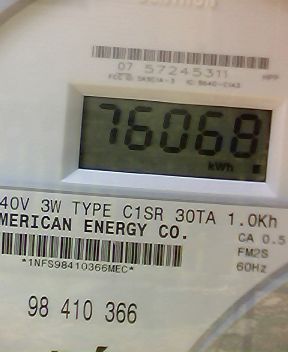 07 57245311
76068
kWh
40V 3W TYPE C1SR 30TA 1.0Kh
MERICAN ENERGY CO.
CA 0.5
FM2S
*1NFS98410366MEC*
60Hz
98 410 366